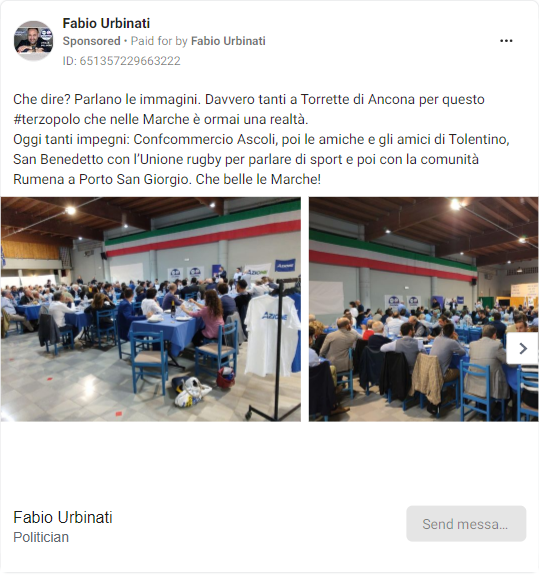 Fabio Urbinati
Sponsored • Paid for by Fabio Urbinati
ID: 651357229663222
Che dire? Parlano le immagini. Davvero tanti a Torrette di Ancona per questo
#terzopolo che nelle Marche è ormai una realtà.
Oggi tanti impegni: Confcommercio Ascoli, poi le amiche e gli amici di Tolentino,
San Benedetto con l'Unione rugby per parlare di sport e poi con la comunità
Rumena a Porto San Giorgio. Che belle le Marche!
AZIONE
AZIONE
AZIONE
Fabio Urbinati
Politician
Send messa...